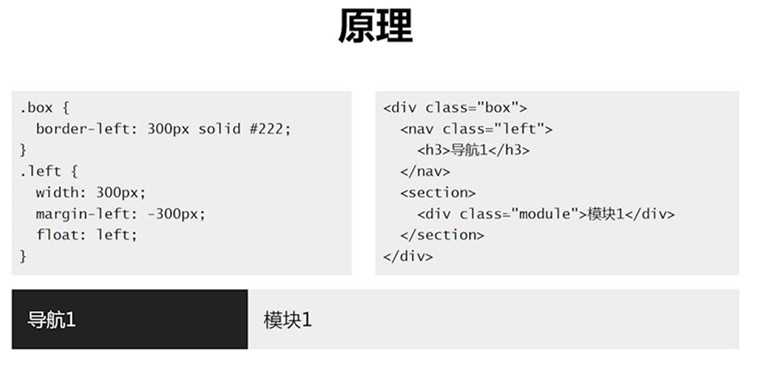 原理
.box {
  border-left: 300px solid #222;
}
.left {
  width: 300px;
  margin-left: -300px;
  float: left;
}
<div class="box">
  <nav class="left">
    <h3>导航1</h3>
  </nav>
  <section>
    <div class="module">模块1</div>
  </section>
</div>
导航1
模块1